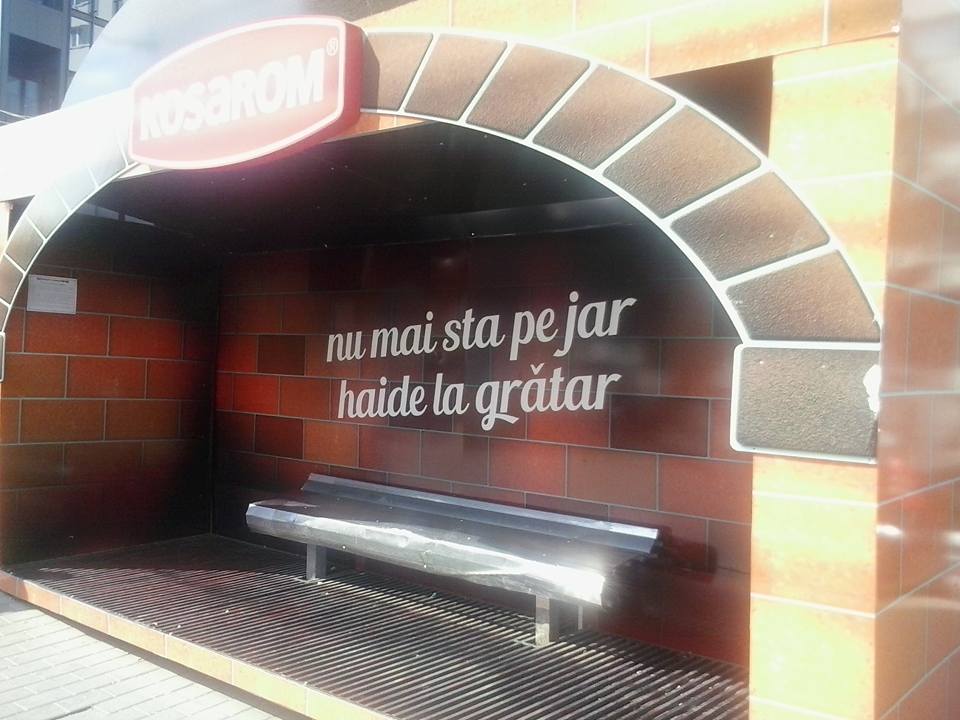 KOSaROM®
nu mai sta pe jar
haide la grătar